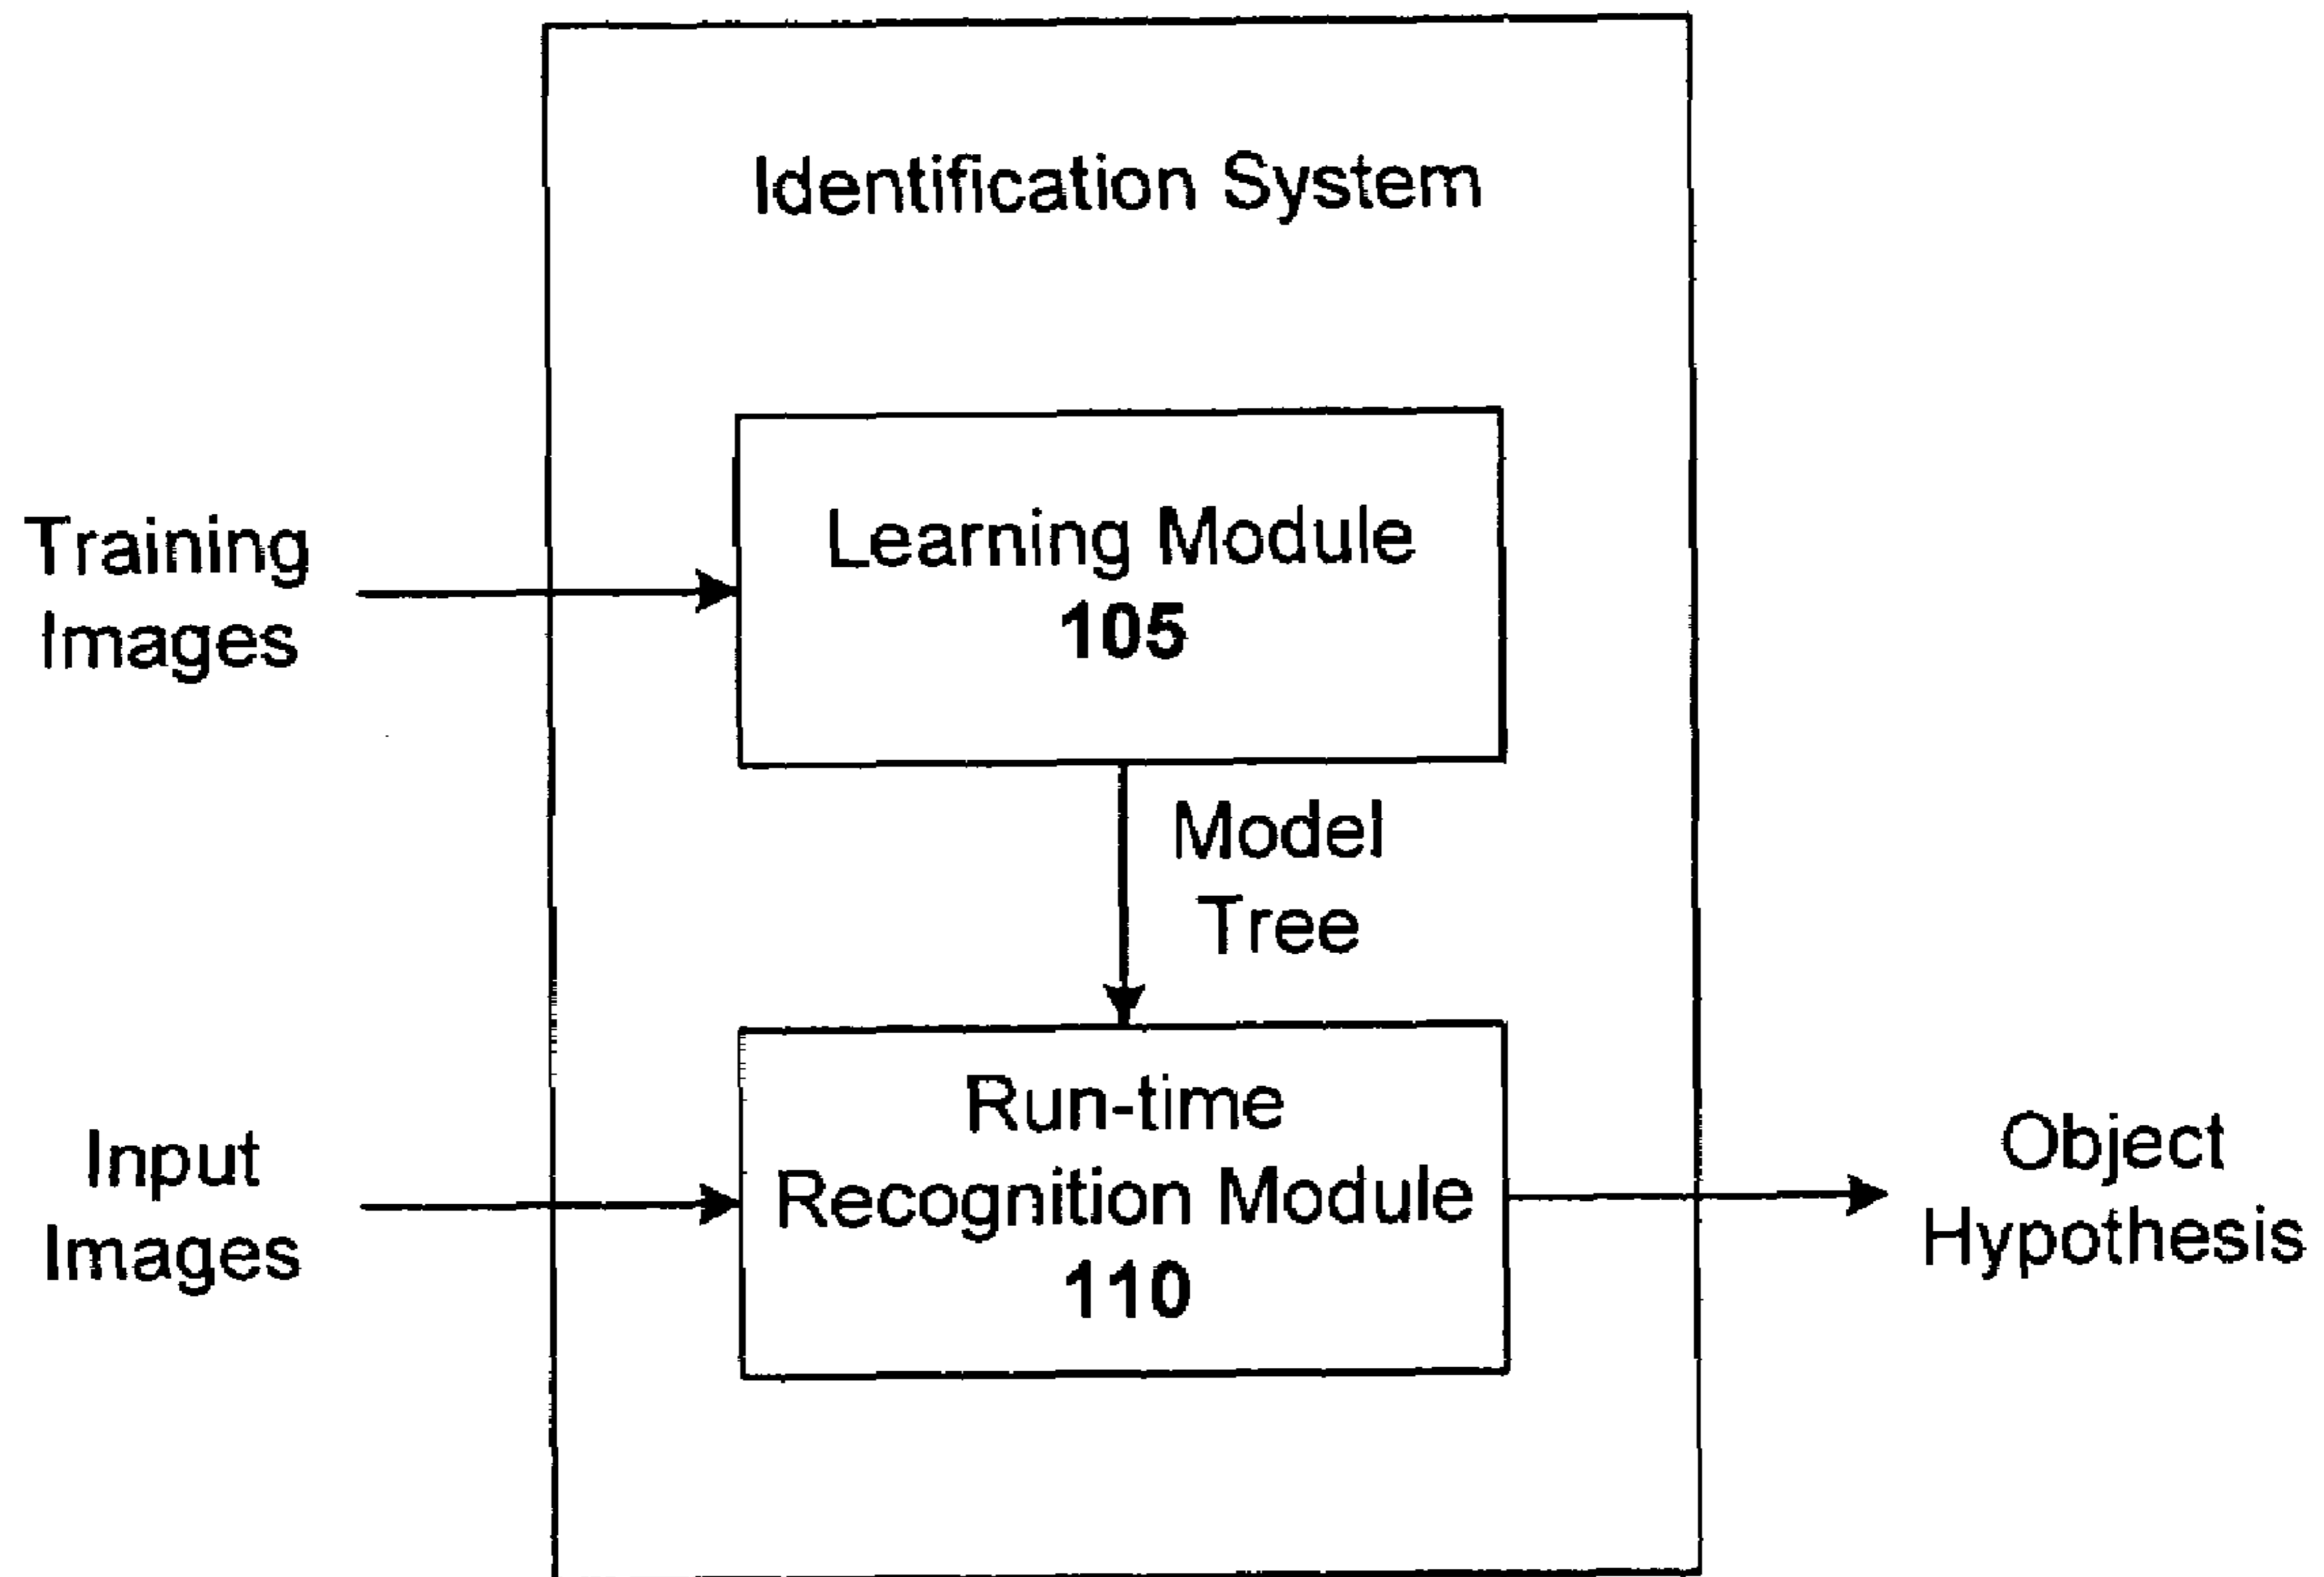 Identification System
Training
Images
Learning Module
105
Model
Tree
Input
Images
Run-time
Recognition Module
110
Object
Hypothesis